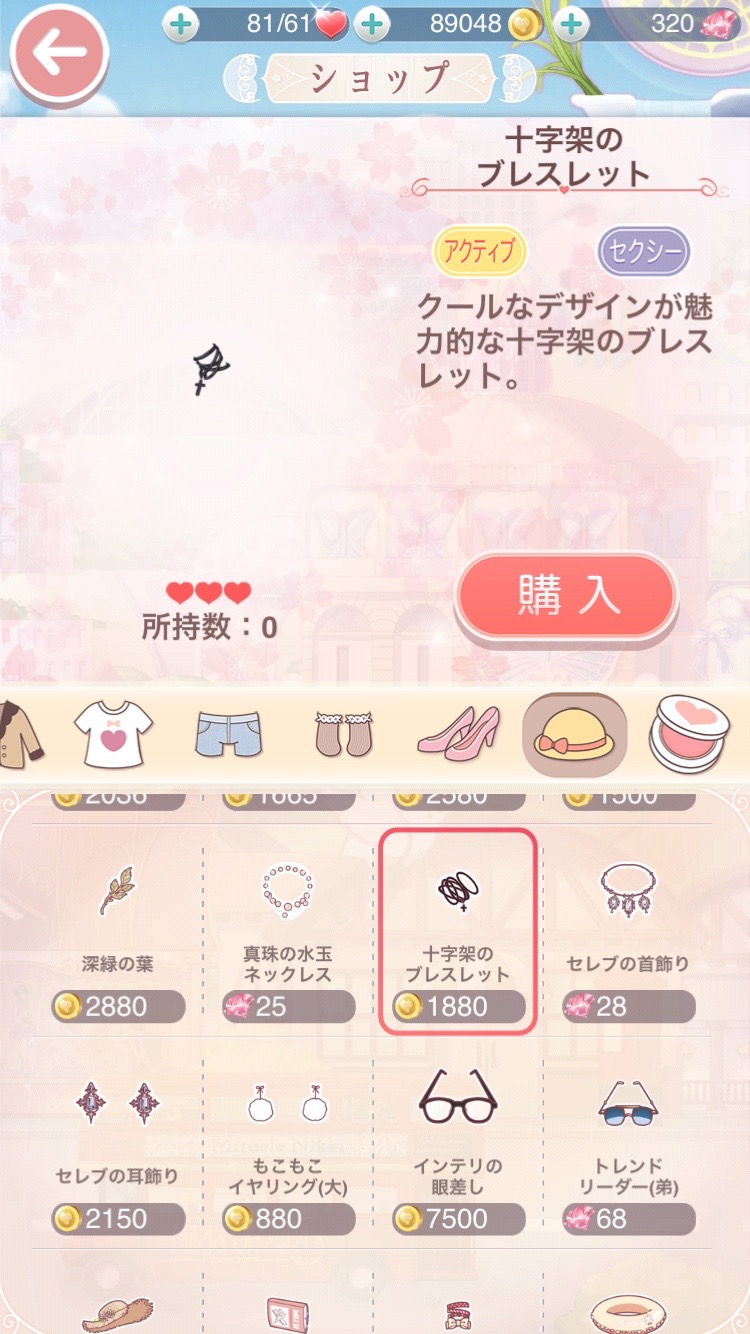 81/61
89048
320
ショップ
十字架の
ブレスレット
アクティブ
セクシー
クールなデザインが魅
力的な十字架のブレス
レット。
所持数：0
購入
2036
1665
2580
1500
深緑の葉
真珠の水玉
ネックレス
十字架の
ブレスレット
セレブの首飾り
2880
25
1880
28
セレブの耳飾り
もこもこ
イヤリング(大)
インテリの
眼差し
トレンド
リーダー(弟)
2150
880
7500
68